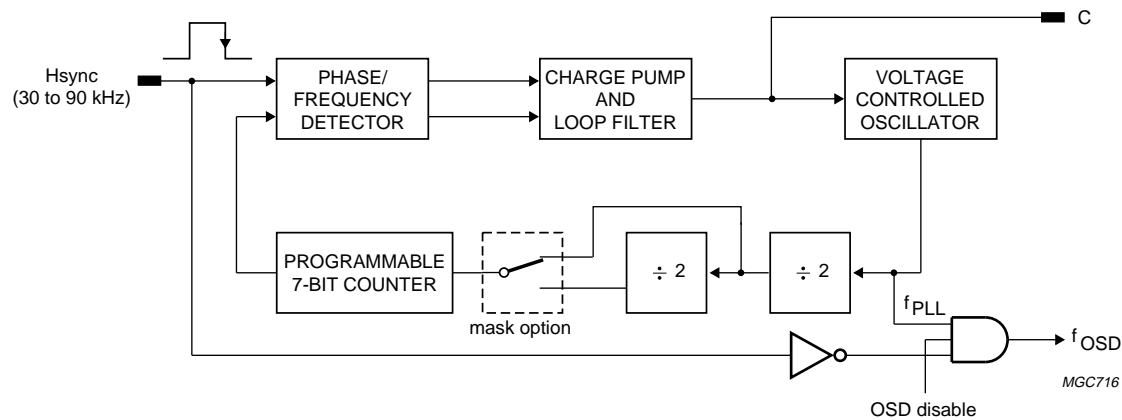 C
Hsync
(30 to 90 kHz)
PHASE/
FREQUENCY
DETECTOR
CHARGE PUMP
AND
LOOP FILTER
VOLTAGE
CONTROLLED
OSCILLATOR
PROGRAMMABLE
7-BIT COUNTER
mask option
÷ 2
÷ 2
fPLL
fOSD
MGC716
OSD disable